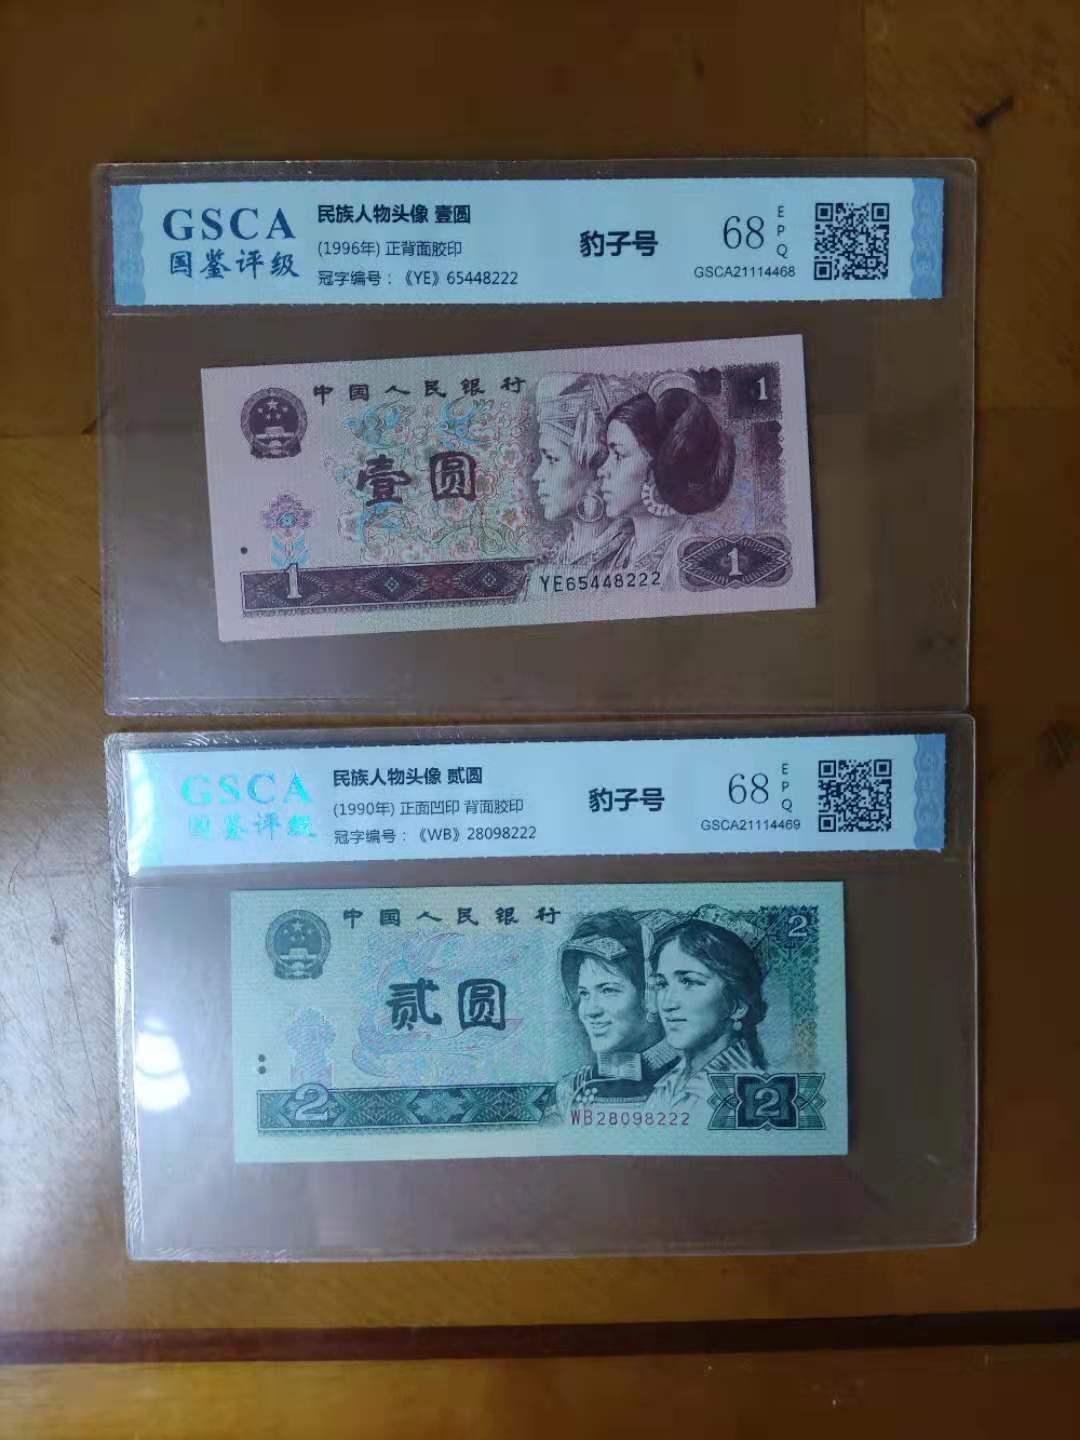 GSCA
国鉴评级
民族人物头像 壹圆
(1996年) 正背面胶印
冠字编号：《YE》65448222
豹子号
68
EPQ
GSCA21114468
中国人民银行
1
壹圆
1
YE65448222
1
GSCA
国鉴评级
民族人物头像 贰圆
(1990年) 正面凹印 背面胶印
冠字编号：《WB》28098222
豹子号
68
EPQ
GSCA21114469
中国人民银行
2
贰圆
2
WB28098222
2